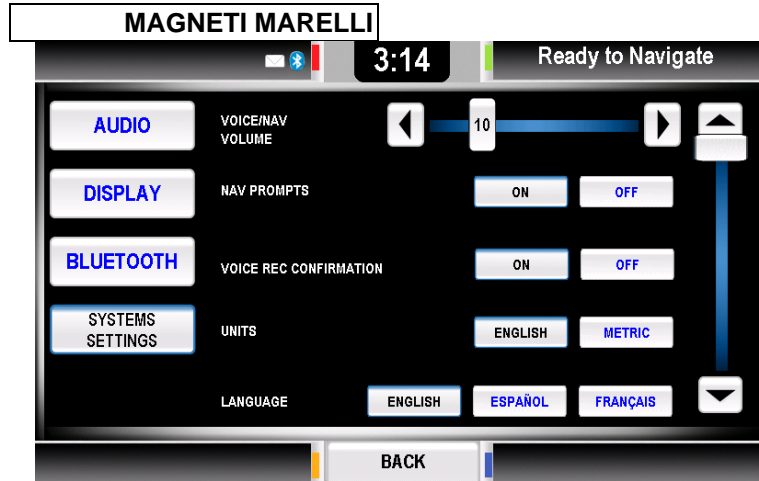 MAGNETI MARELLI
3:14
Ready to Navigate
AUDIO
VOICE/NAV
VOLUME
10
DISPLAY
NAV PROMPTS
ON
OFF
BLUETOOTH
VOICE REC CONFIRMATION
ON
OFF
SYSTEMS
SETTINGS
UNITS
ENGLISH
METRIC
LANGUAGE
ENGLISH
ESPAÑOL
FRANÇAIS
BACK